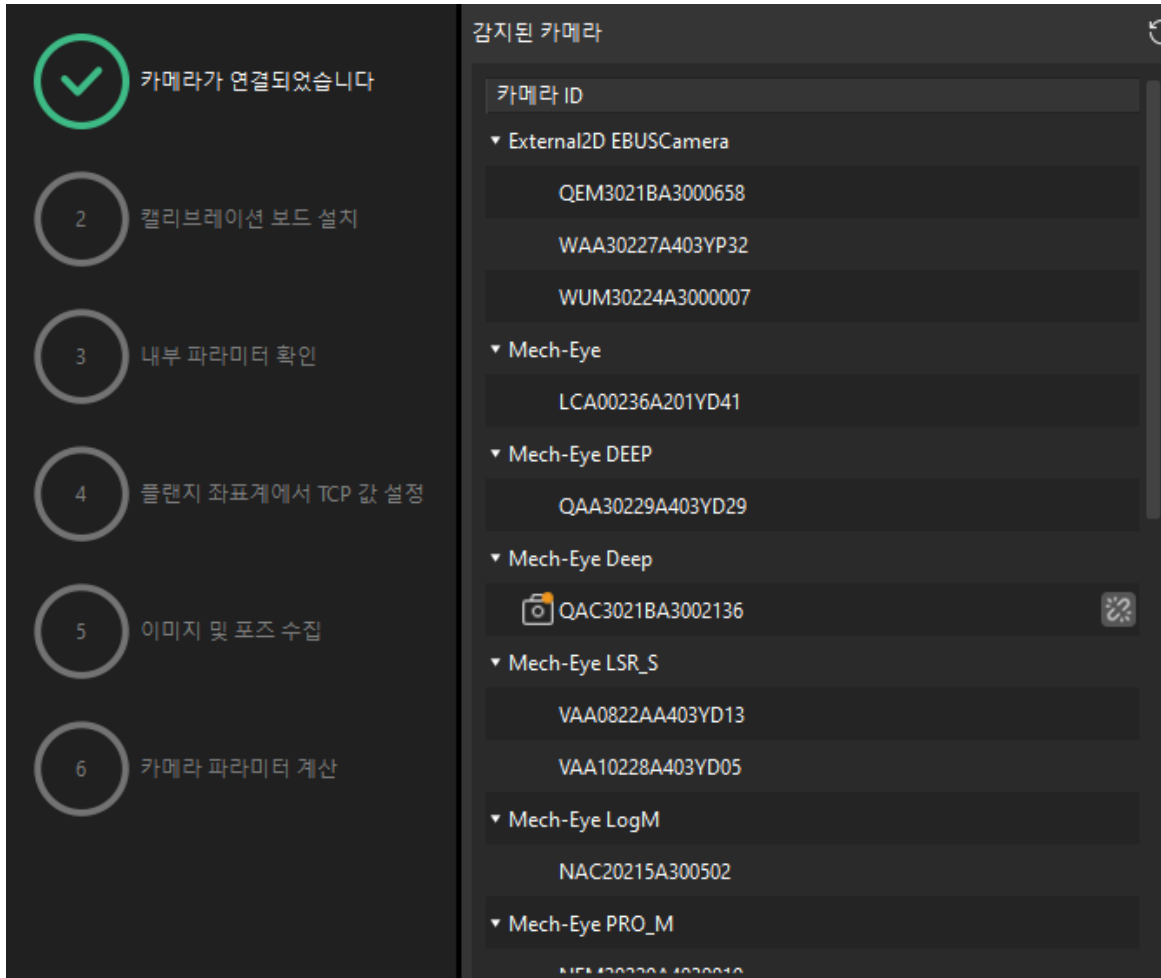 카메라가 연결되었습니다
2
캘리브레이션 보드 설치
3
내부 파라미터 확인
4
플랜지 좌표계에서 TCP 값 설정
5
이미지 및 포즈 수집
6
카메라 파라미터 계산
감지된 카메라
카메라 ID
External2D EBUSCamera
QEM3021BA3000658
WAA30227A403YP32
WUM30224A3000007
Mech-Eye
LCA00236A201YD41
Mech-Eye DEEP
QAA30229A403YD29
Mech-Eye Deep
QAC3021BA3002136
Mech-Eye LSR_S
VAA0822AA403YD13
VAA10228A403YD05
Mech-Eye LogM
NAC20215A300502
Mech-Eye PRO_M